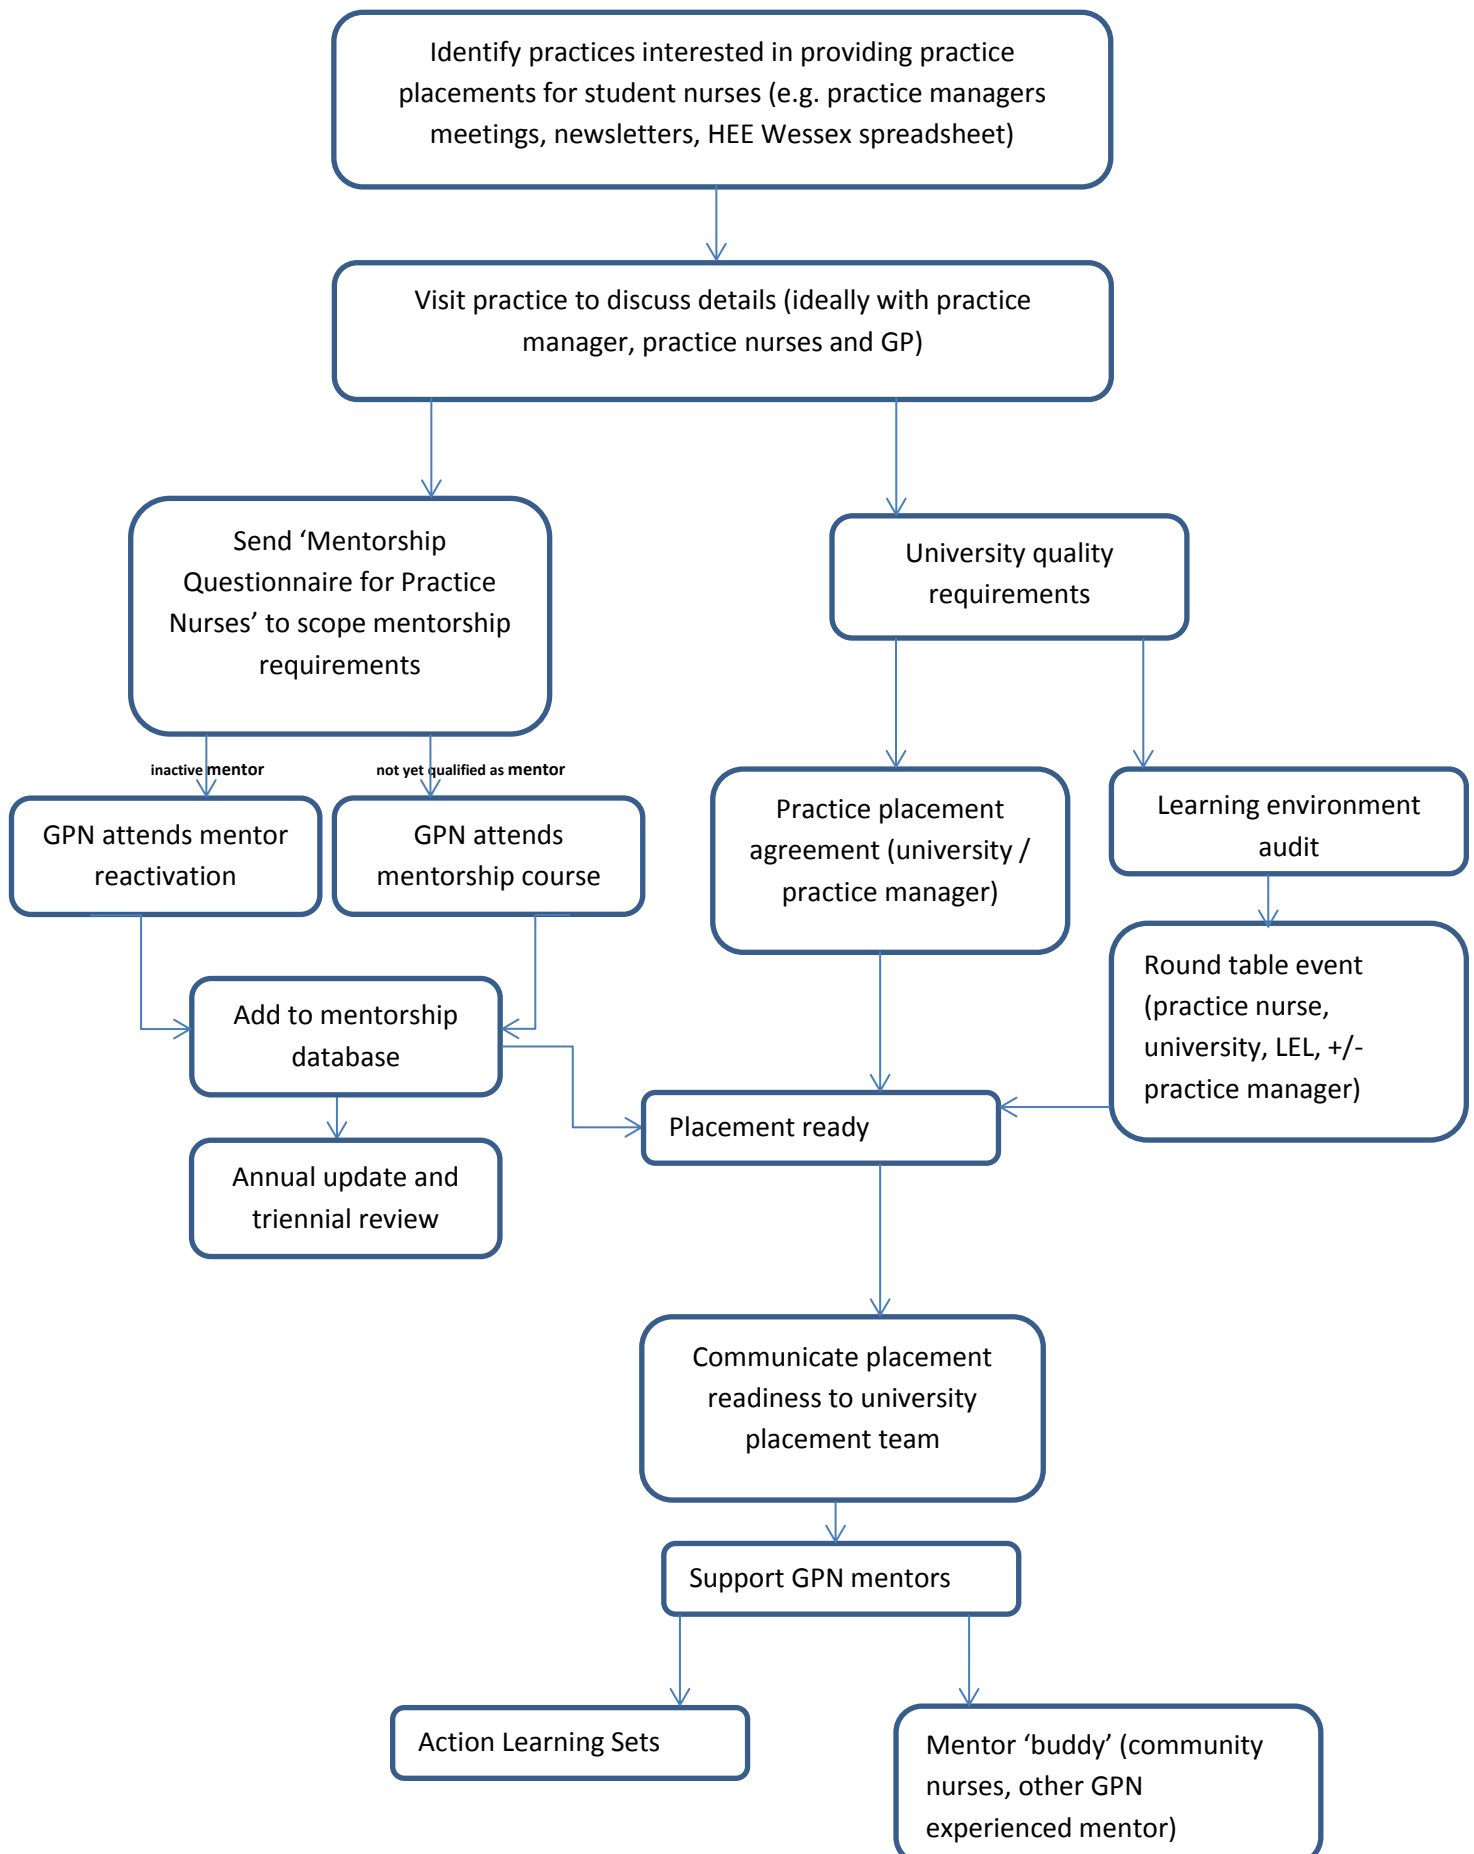 Identify practices interested in providing practice
placements for student nurses (e.g. practice managers
meetings, newsletters, HEE Wessex spreadsheet)
Visit practice to discuss details (ideally with practice
manager, practice nurses and GP)
Send ‘Mentorship
Questionnaire for Practice
Nurses’ to scope mentorship
requirements
University quality
requirements
inactive mentor
not yet qualified as mentor
GPN attends mentor
reactivation
GPN attends
mentorship course
Practice placement
agreement (university /
practice manager)
Learning environment
audit
Round table event
(practice nurse,
university, LEL, +/-
practice manager)
Add to mentorship
database
Placement ready
Annual update and
triennial review
Communicate placement
readiness to university
placement team
Support GPN mentors
Action Learning Sets
Mentor ‘buddy’ (community
nurses, other GPN
experienced mentor)